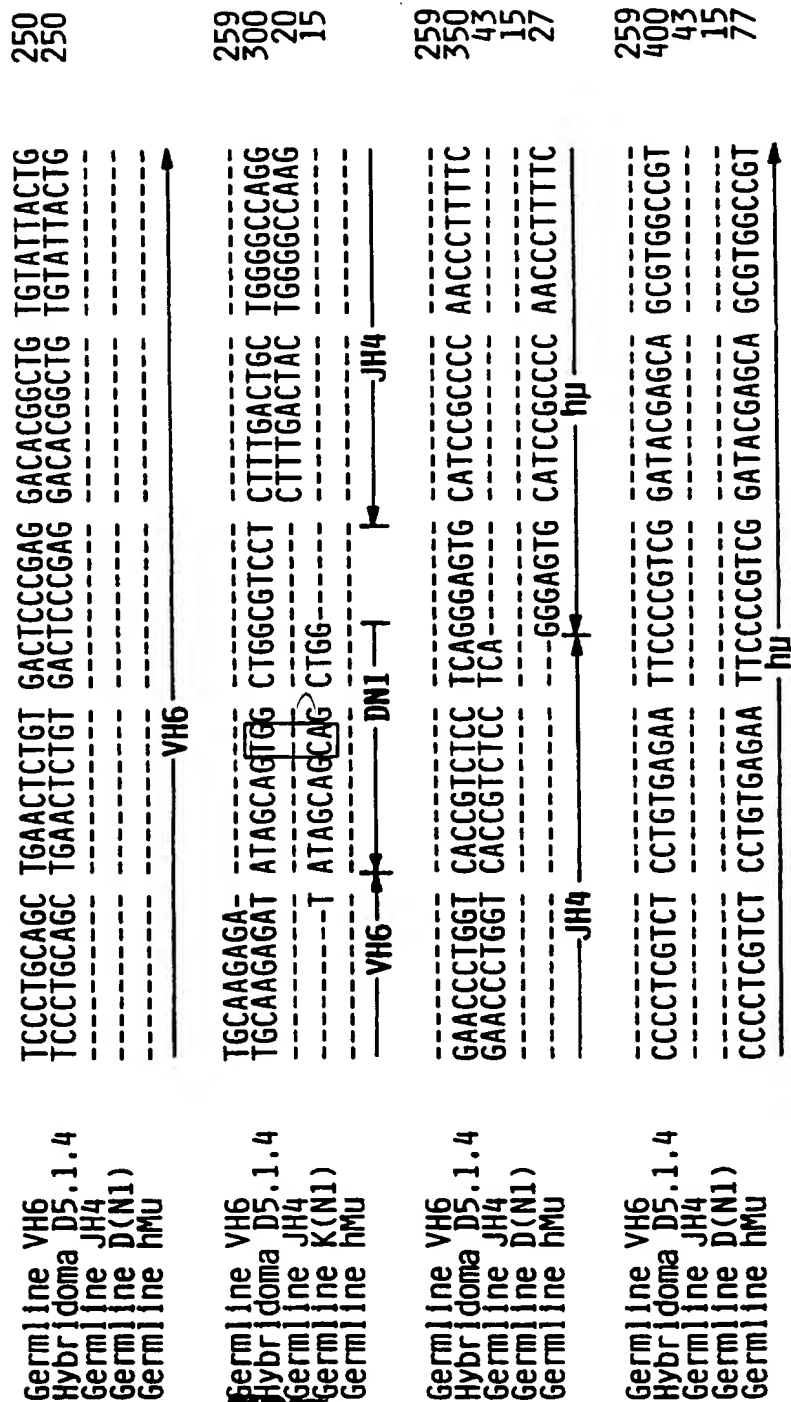 Germline VH6 TCCCTGCAGC TGAACTCTGT GACTCCCGAG GACACGGCTG TGTATTACTG 250
Hybridoma D5.1.4 TCCCTGCAGC TGAACTCTGT GACTCCCGAG GACACGGCTG TGTATTACTG 250
Germline JH4 ---------- ---------- ---------- ---------- ----------
Germline D(N1) ---------- ---------- ---------- ---------- ----------
Germline hMu ---------- ---------- ---------- ---------- ----------
VH6
Germline VH6 TGCAAGAGA- ---------- ---------- ---------- ---------- 259
Hybridoma D5.1.4 TGCAAGAGAT ATAGCAGTGG CTGGCGTCCT CTTTGACTGC TGGGGCCAGG 300
Germline JH4 ---------- ---------- ---------- CTTTGACTAC TGGGGCCAAG 20
Germline K(N1) ---------T ATAGCAGCAG CTGG------ ---------- ---------- 15
Germline hMu ---------- ---------- ---------- ---------- ----------
VH6 DN1 JH4
Germline VH6 ---------- ---------- ---------- ---------- ---------- 259
Hybridoma D5.1.4 GAACCCTGGT CACCGTCTCC TCAGGGAGTG CATCCGCCCC AACCCTTTTC 350
Germline JH4 GAACCCTGGT CACCGTCTCC TCA------- ---------- ---------- 43
Germline D(N1) ---------- ---------- ---------- ---------- ---------- 15
Germline hMu ---------- ---------- ---GGGAGTG CATCCGCCCC AACCCTTTTC 27
JH4 hμ
Germline VH6 ---------- ---------- ---------- ---------- ---------- 259
Hybridoma D5.1.4 CCCCTCGTCT CCTGTGAGAA TTCCCCGTCG GATACGAGCA GCGTGGCCGT 400
Germline JH4 ---------- ---------- ---------- ---------- ---------- 43
Germline D(N1) ---------- ---------- ---------- ---------- ---------- 15
Germline hMu CCCCTCGTCT CCTGTGAGAA TTCCCCGTCG GATACGAGCA GCGTGGCCGT 77
hμ